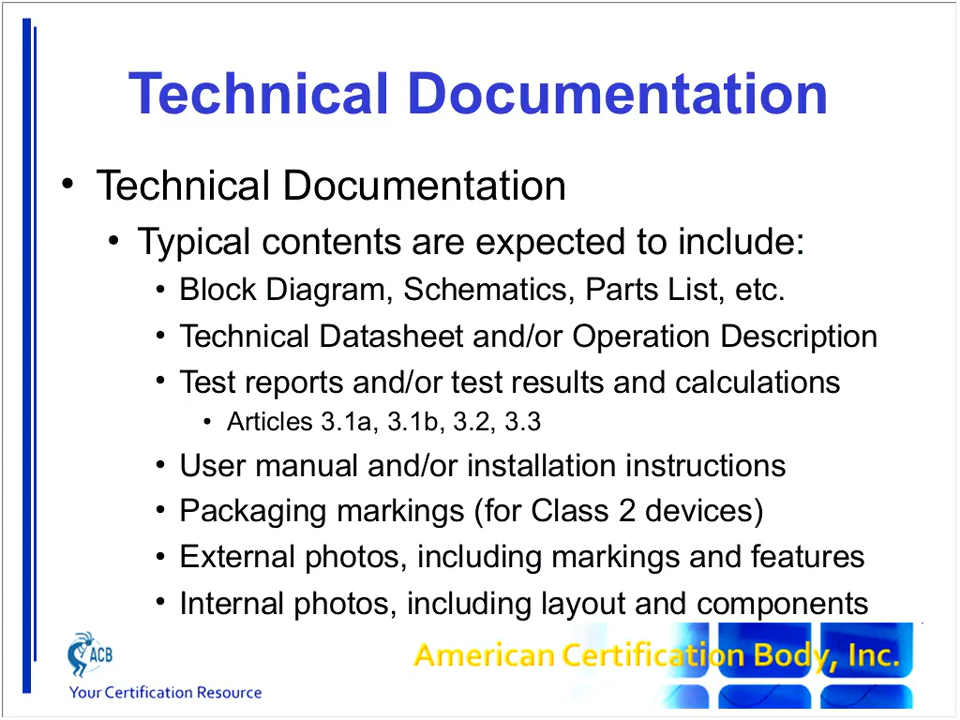 Technical Documentation
• Technical Documentation
• Typical contents are expected to include:
• Block Diagram, Schematics, Parts List, etc.
• Technical Datasheet and/or Operation Description
• Test reports and/or test results and calculations
• Articles 3.1a, 3.1b, 3.2, 3.3
• User manual and/or installation instructions
• Packaging markings (for Class 2 devices)
• External photos, including markings and features
• Internal photos, including layout and components
ACB
American Certification Body, Inc.
Your Certification Resource